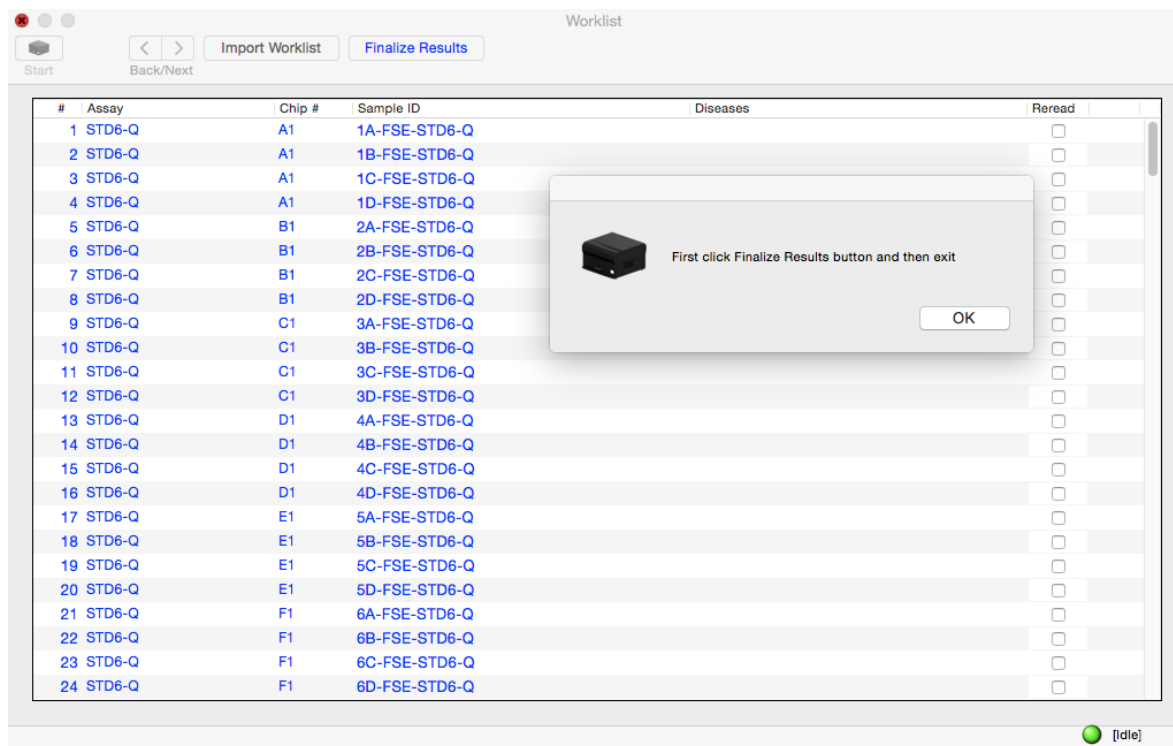 Worklist
Import Worklist Finalize Results
Start Back/Next
# Assay Chip # Sample ID Diseases Reread
1 STD6-Q A1 1A-FSE-STD6-Q
2 STD6-Q A1 1B-FSE-STD6-Q
3 STD6-Q A1 1C-FSE-STD6-Q
4 STD6-Q A1 1D-FSE-STD6-Q
5 STD6-Q B1 2A-FSE-STD6-Q
6 STD6-Q B1 2B-FSE-STD6-Q
First click Finalize Results button and then exit
7 STD6-Q B1 2C-FSE-STD6-Q
8 STD6-Q B1 2D-FSE-STD6-Q
9 STD6-Q C1 3A-FSE-STD6-Q
OK
10 STD6-Q C1 3B-FSE-STD6-Q
11 STD6-Q C1 3C-FSE-STD6-Q
12 STD6-Q C1 3D-FSE-STD6-Q
13 STD6-Q D1 4A-FSE-STD6-Q
14 STD6-Q D1 4B-FSE-STD6-Q
15 STD6-Q D1 4C-FSE-STD6-Q
16 STD6-Q D1 4D-FSE-STD6-Q
17 STD6-Q E1 5A-FSE-STD6-Q
18 STD6-Q E1 5B-FSE-STD6-Q
19 STD6-Q E1 5C-FSE-STD6-Q
20 STD6-Q E1 5D-FSE-STD6-Q
21 STD6-Q F1 6A-FSE-STD6-Q
22 STD6-Q F1 6B-FSE-STD6-Q
23 STD6-Q F1 6C-FSE-STD6-Q
24 STD6-Q F1 6D-FSE-STD6-Q
[Idle]